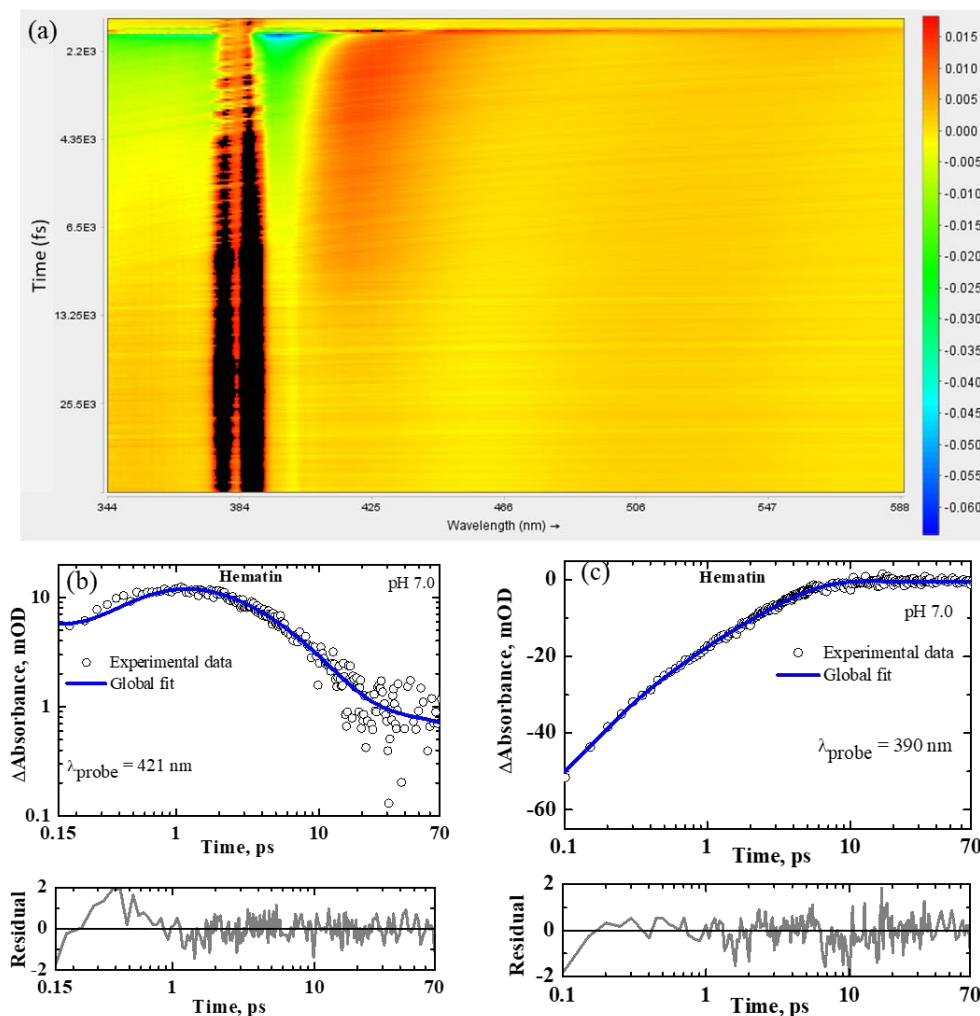 (a)
2.2E3
4.35E3
6.5E3
13.25E3
25.5E3
Time (fs)
344
384
425
466
506
547
588
Wavelength (nm) →
0.015
0.010
0.005
0.000
-0.005
-0.010
-0.015
-0.020
-0.025
-0.030
-0.035
-0.040
-0.045
-0.050
-0.055
-0.060
(b)
Hematin
pH 7.0
Experimental data
Global fit
λprobe = 421 nm
ΔAbsorbance, mOD
10
1
0.1
0.15
1
10
70
Time, ps
Residual
2
0
-2
0.15
1
10
70
Time, ps
(c)
Hematin
pH 7.0
Experimental data
Global fit
λprobe = 390 nm
ΔAbsorbance, mOD
0
-20
-40
-60
0.1
1
10
70
Time, ps
Residual
2
0
-2
0.1
1
10
70
Time, ps